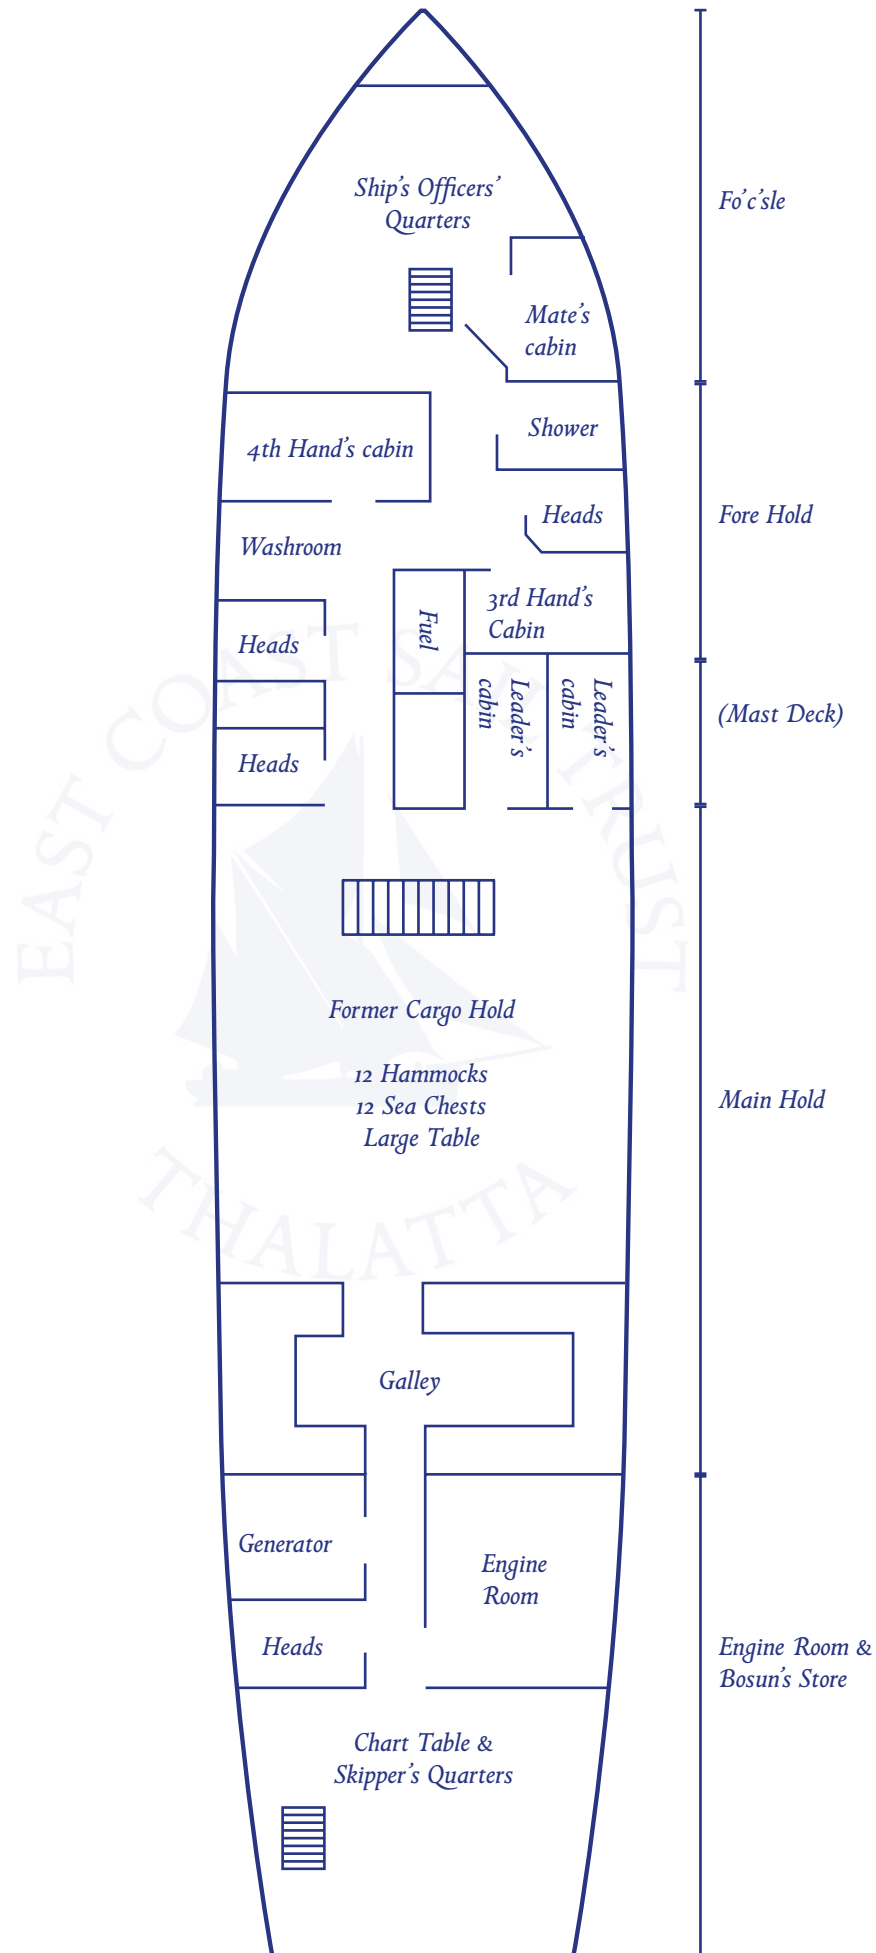 Ship's Officers'
Quarters
Fo'c'sle
Mate's
cabin
Shower
4th Hand's cabin
Heads
Fore Hold
Washroom
3rd Hand's
Cabin
Fuel
Heads
Leader's
cabin
Leader's
cabin
(Mast Deck)
Heads
EAST COAST SAIL TRUST
Former Cargo Hold
12 Hammocks
12 Sea Chests
Large Table
Main Hold
THALATTA
Galley
Generator
Engine
Room
Heads
Engine Room &
Bosun's Store
Chart Table &
Skipper's Quarters